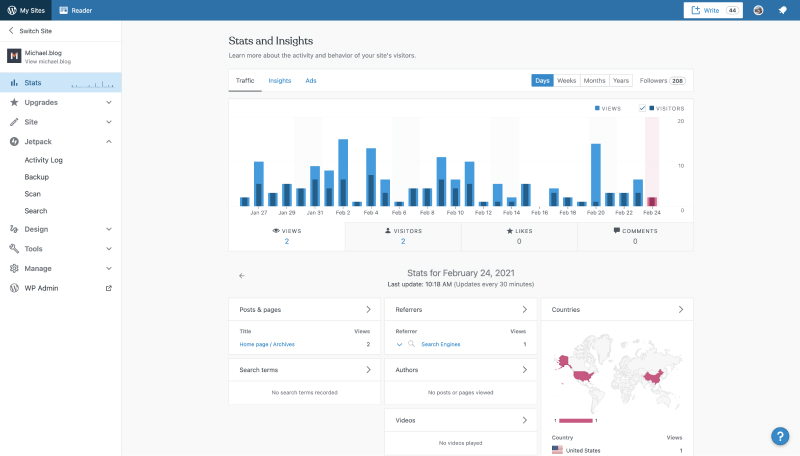 My Sites
Reader
Write 44
Switch Site
Michael.blog
View michael.blog
Stats
Upgrades
Site
Jetpack
Activity Log
Backup
Scan
Search
Design
Tools
Manage
WP Admin
Stats and Insights
Learn more about the activity and behavior of your site's visitors.
Traffic Insights Ads
Days Weeks Months Years Followers 208
VIEWS VISITORS
20
10
0
Jan 27 Jan 29 Jan 31 Feb 2 Feb 4 Feb 6 Feb 8 Feb 10 Feb 12 Feb 14 Feb 16 Feb 18 Feb 20 Feb 22 Feb 24
VIEWS VISITORS LIKES COMMENTS
2 2 0 0
Stats for February 24, 2021
Last update: 10:18 AM (Updates every 30 minutes)
Posts & pages
Title Views
Home page / Archives 2
Search terms
No search terms recorded
Referrers
Referrer Views
Search Engines 1
Authors
No posts or pages viewed
Videos
No videos played
Countries
1 1
Country Views
United States 1
?